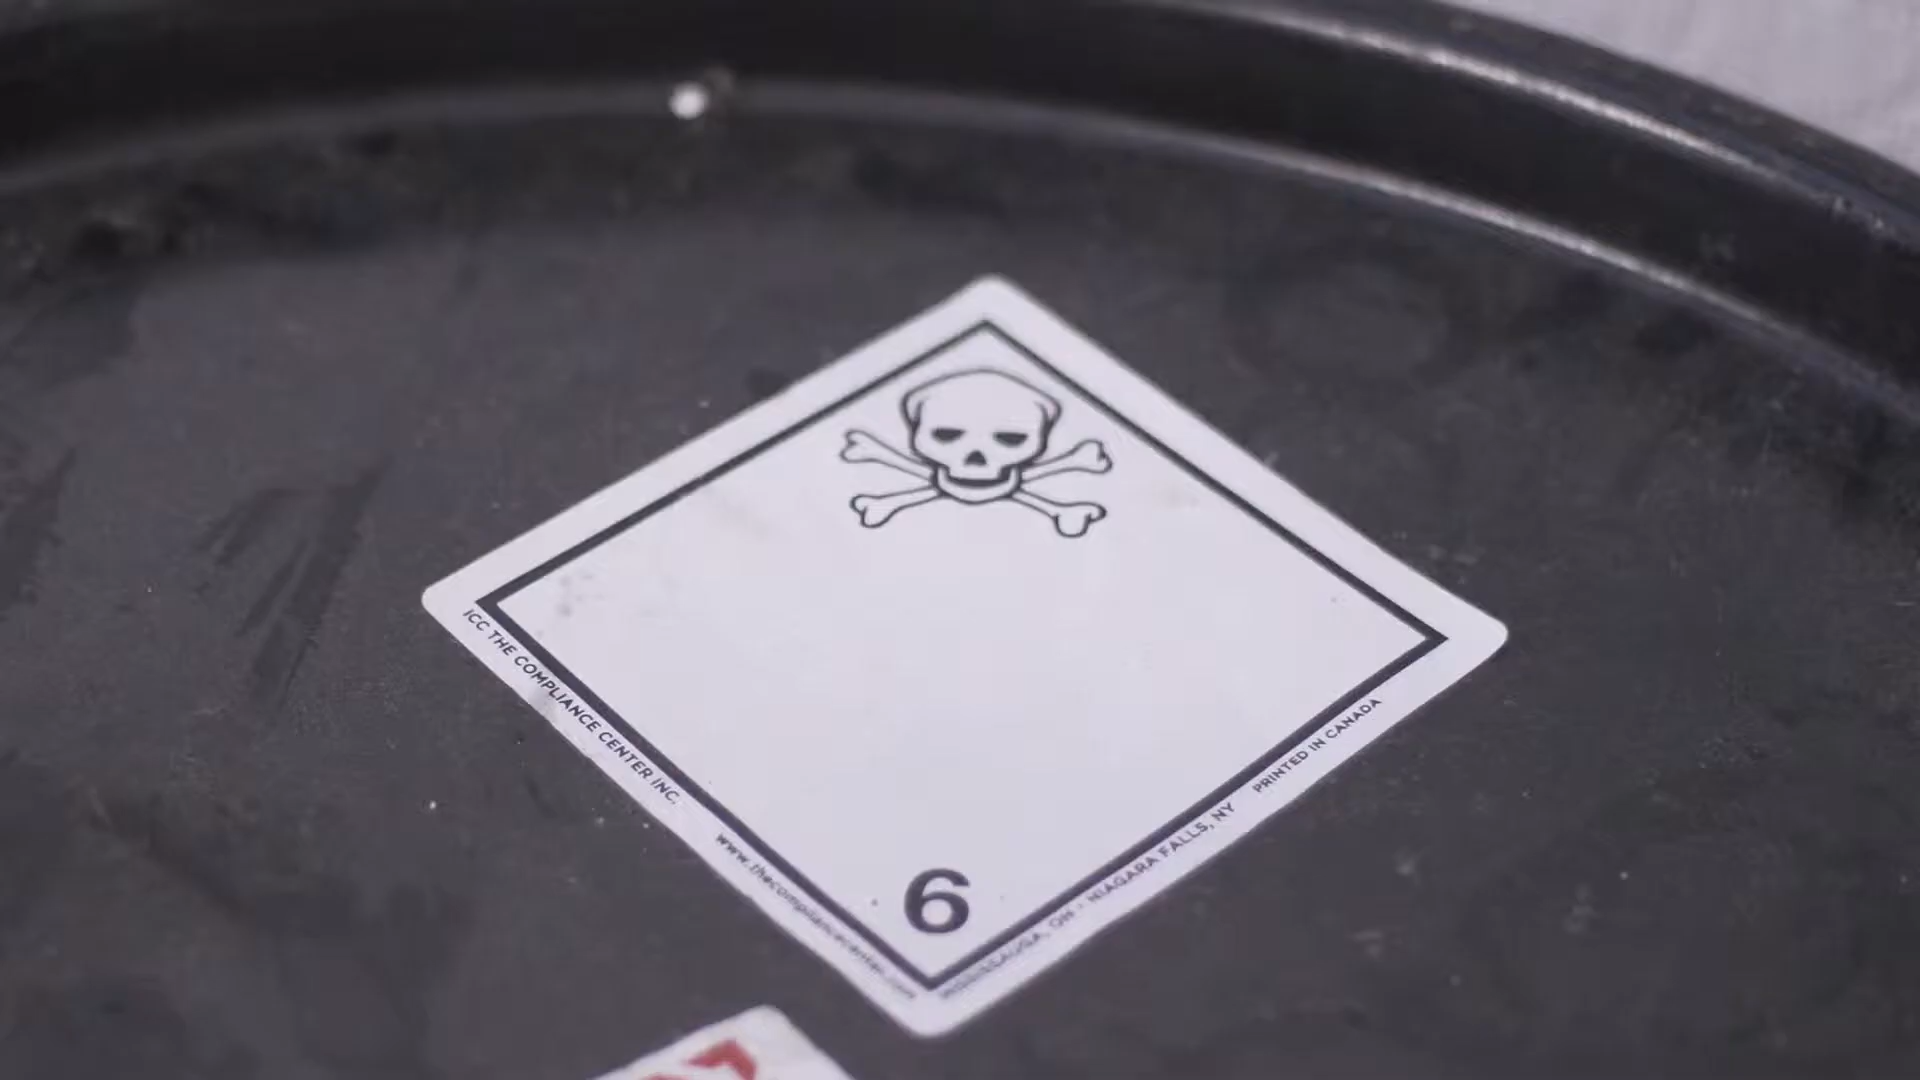 6
ICC THE COMPLIANCE CENTER INC.
www.thecompliancecenter.com
MISSISSAUGA, ON • NIAGARA FALLS, NY
PRINTED IN CANADA